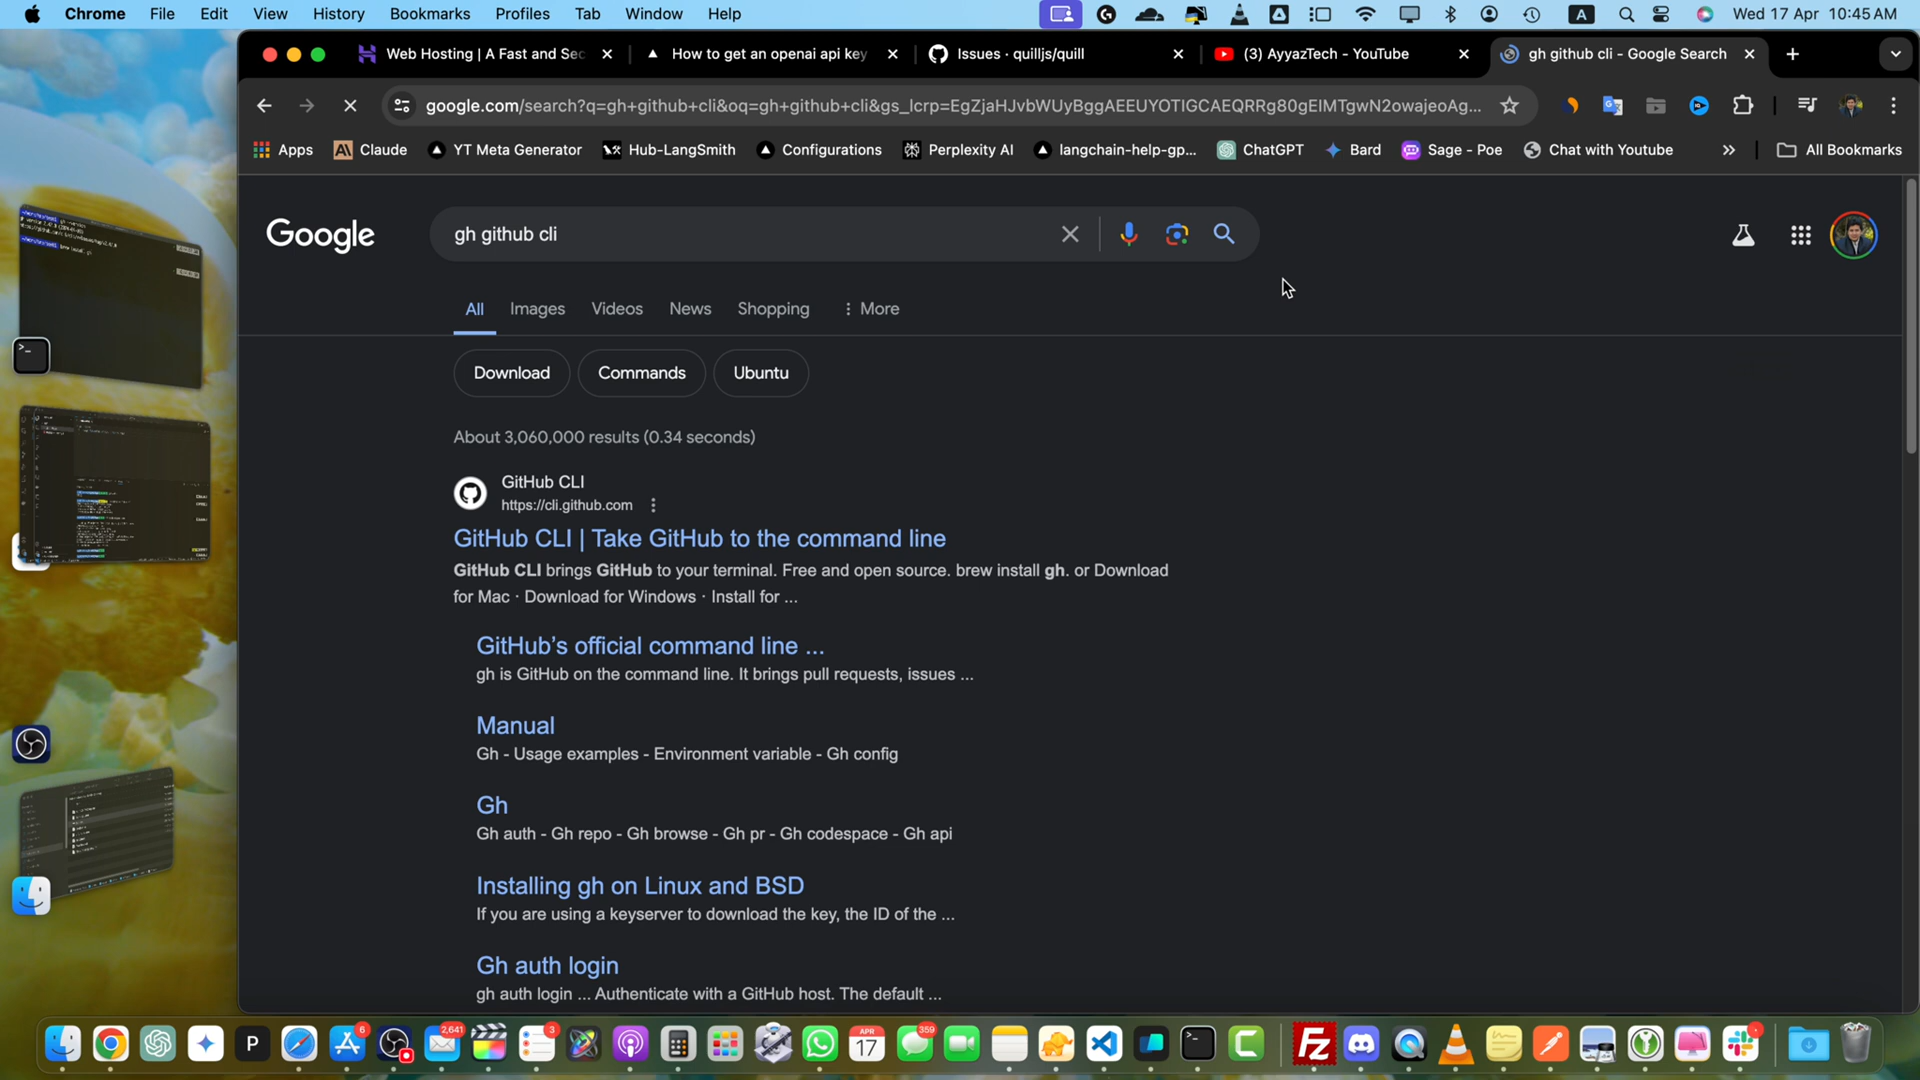 Chrome File Edit View History Bookmarks Profiles Tab Window Help
A
Wed 17 Apr 10:45 AM
Web Hosting | A Fast and Sec
How to get an openai api key
Issues · quilljs/quill
(3) AyyazTech - YouTube
gh github cli - Google Search
google.com/search?q=gh+github+cli&oq=gh+github+cli&gs_lcrp=EgZjaHJvbWUyBggAEEUYOTIGCAEQRRg80gEIMTgwN2owajeoAg...
Apps
Claude
YT Meta Generator
Hub-LangSmith
Configurations
Perplexity AI
langchain-help-gp...
ChatGPT
Bard
Sage - Poe
Chat with Youtube
All Bookmarks
Google
gh github cli
All Images Videos News Shopping More
Download
Commands
Ubuntu
About 3,060,000 results (0.34 seconds)
GitHub CLI
https://cli.github.com
GitHub CLI | Take GitHub to the command line
GitHub CLI brings GitHub to your terminal. Free and open source. brew install gh. or Download
for Mac · Download for Windows · Install for ...
GitHub's official command line ...
gh is GitHub on the command line. It brings pull requests, issues ...
Manual
Gh - Usage examples - Environment variable - Gh config
Gh
Gh auth - Gh repo - Gh browse - Gh pr - Gh codespace - Gh api
Installing gh on Linux and BSD
If you are using a keyserver to download the key, the ID of the ...
Gh auth login
gh auth login ... Authenticate with a GitHub host. The default ...
P
6
2,641
3
APR
17
359
Fz